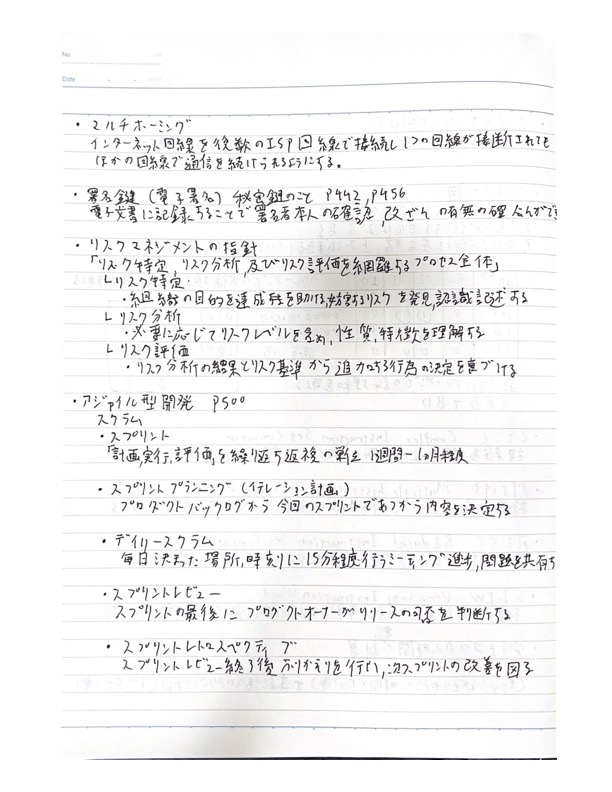 No.
Date
・マルチホーミング
インターネット回線を複数のISP回線で接続し1つの回線が接断されても
ほかの回線で通信を続けられるようにする。
・署名鍵(電子署名) 秘密鍵のこと P442, P456
電子文書に記録することで署名者本人の確認, 改ざんの有無の確にんがで
・リスクマネジメントの指針
「リスク特定, リスク分析, 及びリスク評価を網羅するプロセス全体」
└リスク特定
・組織の目的を達成を助ける,妨害するリスクを発見,認識記述する
└リスク分析
・必要に応じてリスクレベルを含め, 性質, 特徴を理解する
└リスク評価
・リスク分析の結果とリスク基準から追加する行為の決定を裏づける
・アジャイル型開発 P500
スクラム
・スプリント
「計画,実行,評価」を繰り返す 1週間〜1ヵ月程度
・スプリントプランニング(イテレーション計画)
プロダクトバックログから今回のスプリントであつかう内容を決定する
・デイリースクラム
毎日決まった場所,時刻に15分程度行うミーティング 進歩,問題を共有す
・スプリントレビュー
スプリントの最後にプロダクトオーナーがリリースの可否を判断する
・スプリントレトロスペクティブ
スプリントレビュー終了後ふりかえりを行い,次スプリントの改善を図る